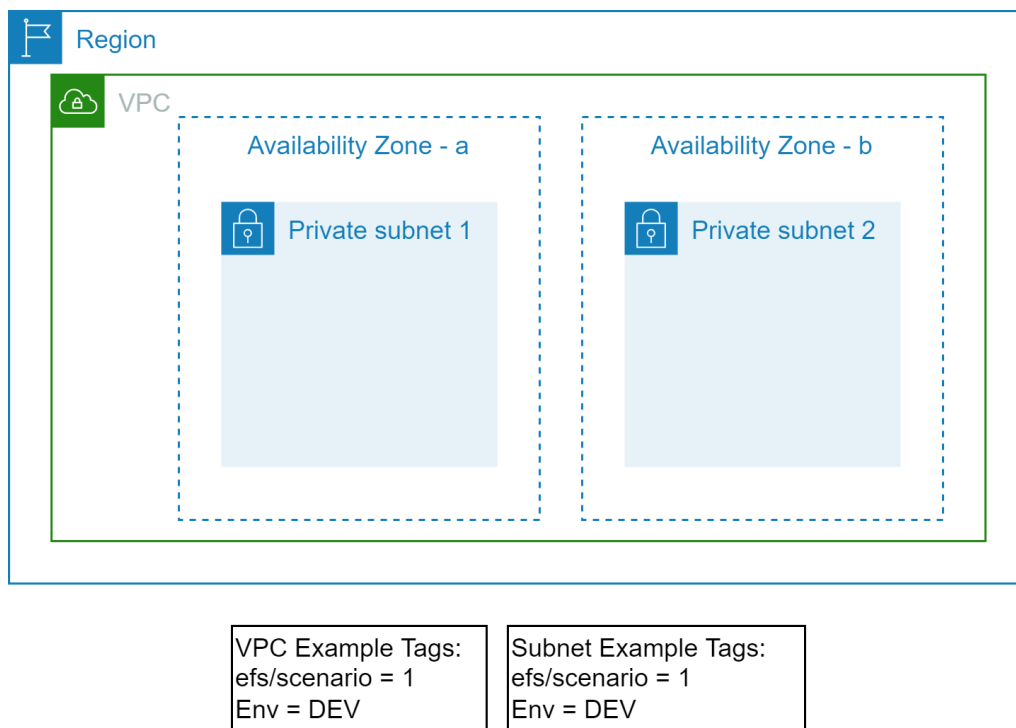 Region
VPC
Availability Zone - a
Availability Zone - b
Private subnet 1
Private subnet 2
VPC Example Tags:
efs/scenario = 1
Env = DEV
Subnet Example Tags:
efs/scenario = 1
Env = DEV